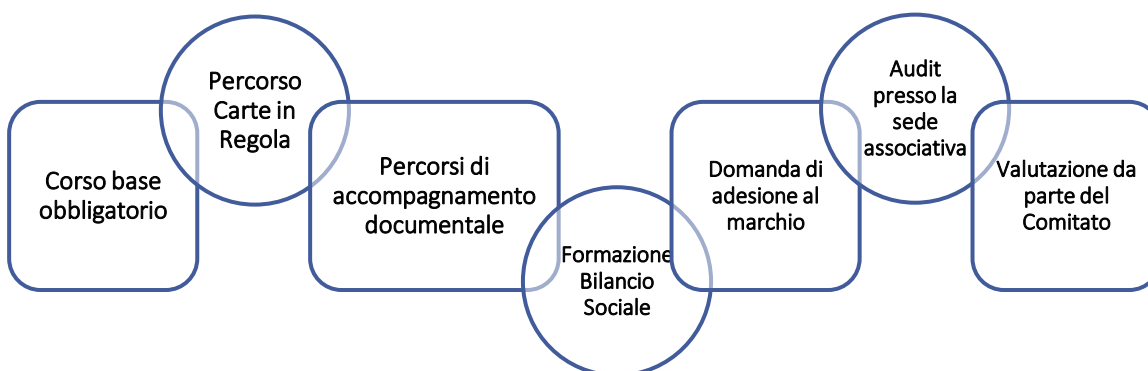 Corso base
obbligatorio
Percorso
Carte in
Regola
Percorsi di
accompagnamento
documentale
Formazione
Bilancio
Sociale
Domanda di
adesione al
marchio
Audit
presso la
sede
associativa
Valutazione da
parte del
Comitato